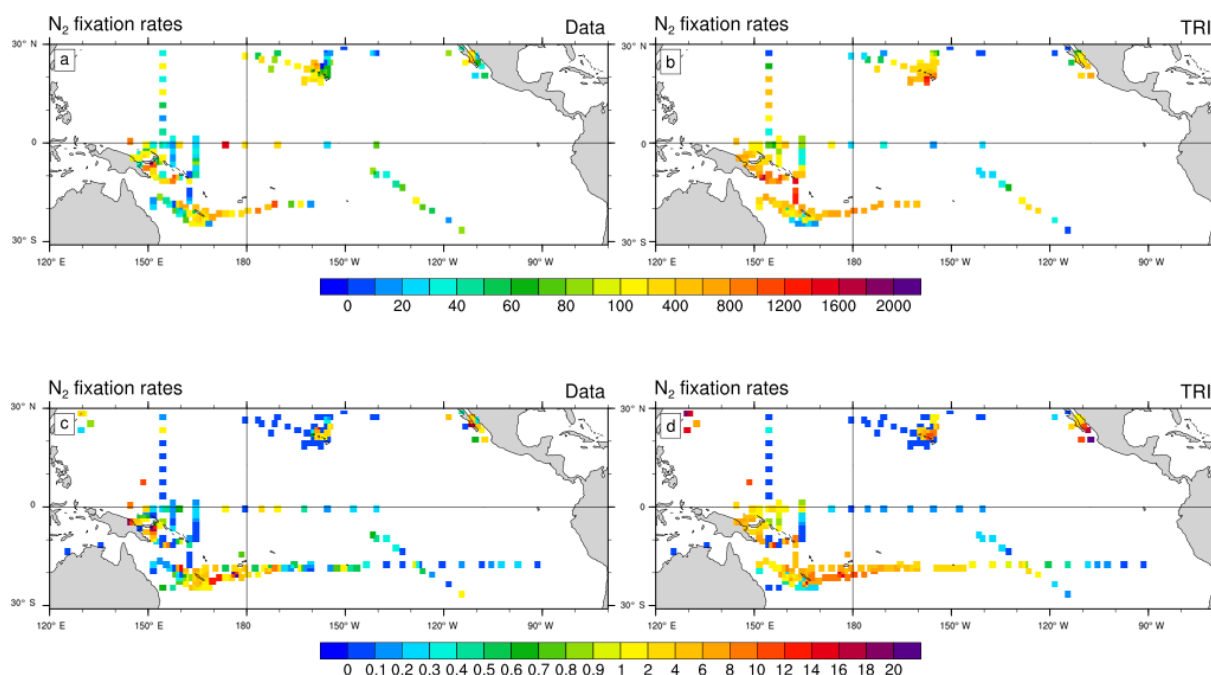 N₂ fixation rates Data N₂ fixation rates TRI
30° N a 30° N b
0 0
30° S 30° S
120° E 150° E 180 150° W 120° W 90° W 120° E 150° E 180 150° W 120° W 90° W
0 20 40 60 80 100 400 800 1200 1600 2000
N₂ fixation rates Data N₂ fixation rates TRI
30° N c 30° N d
0 0
30° S 30° S
120° E 150° E 180 150° W 120° W 90° W 120° E 150° E 180 150° W 120° W 90° W
0 0.1 0.2 0.3 0.4 0.5 0.6 0.7 0.8 0.9 1 2 4 6 8 10 12 14 16 20